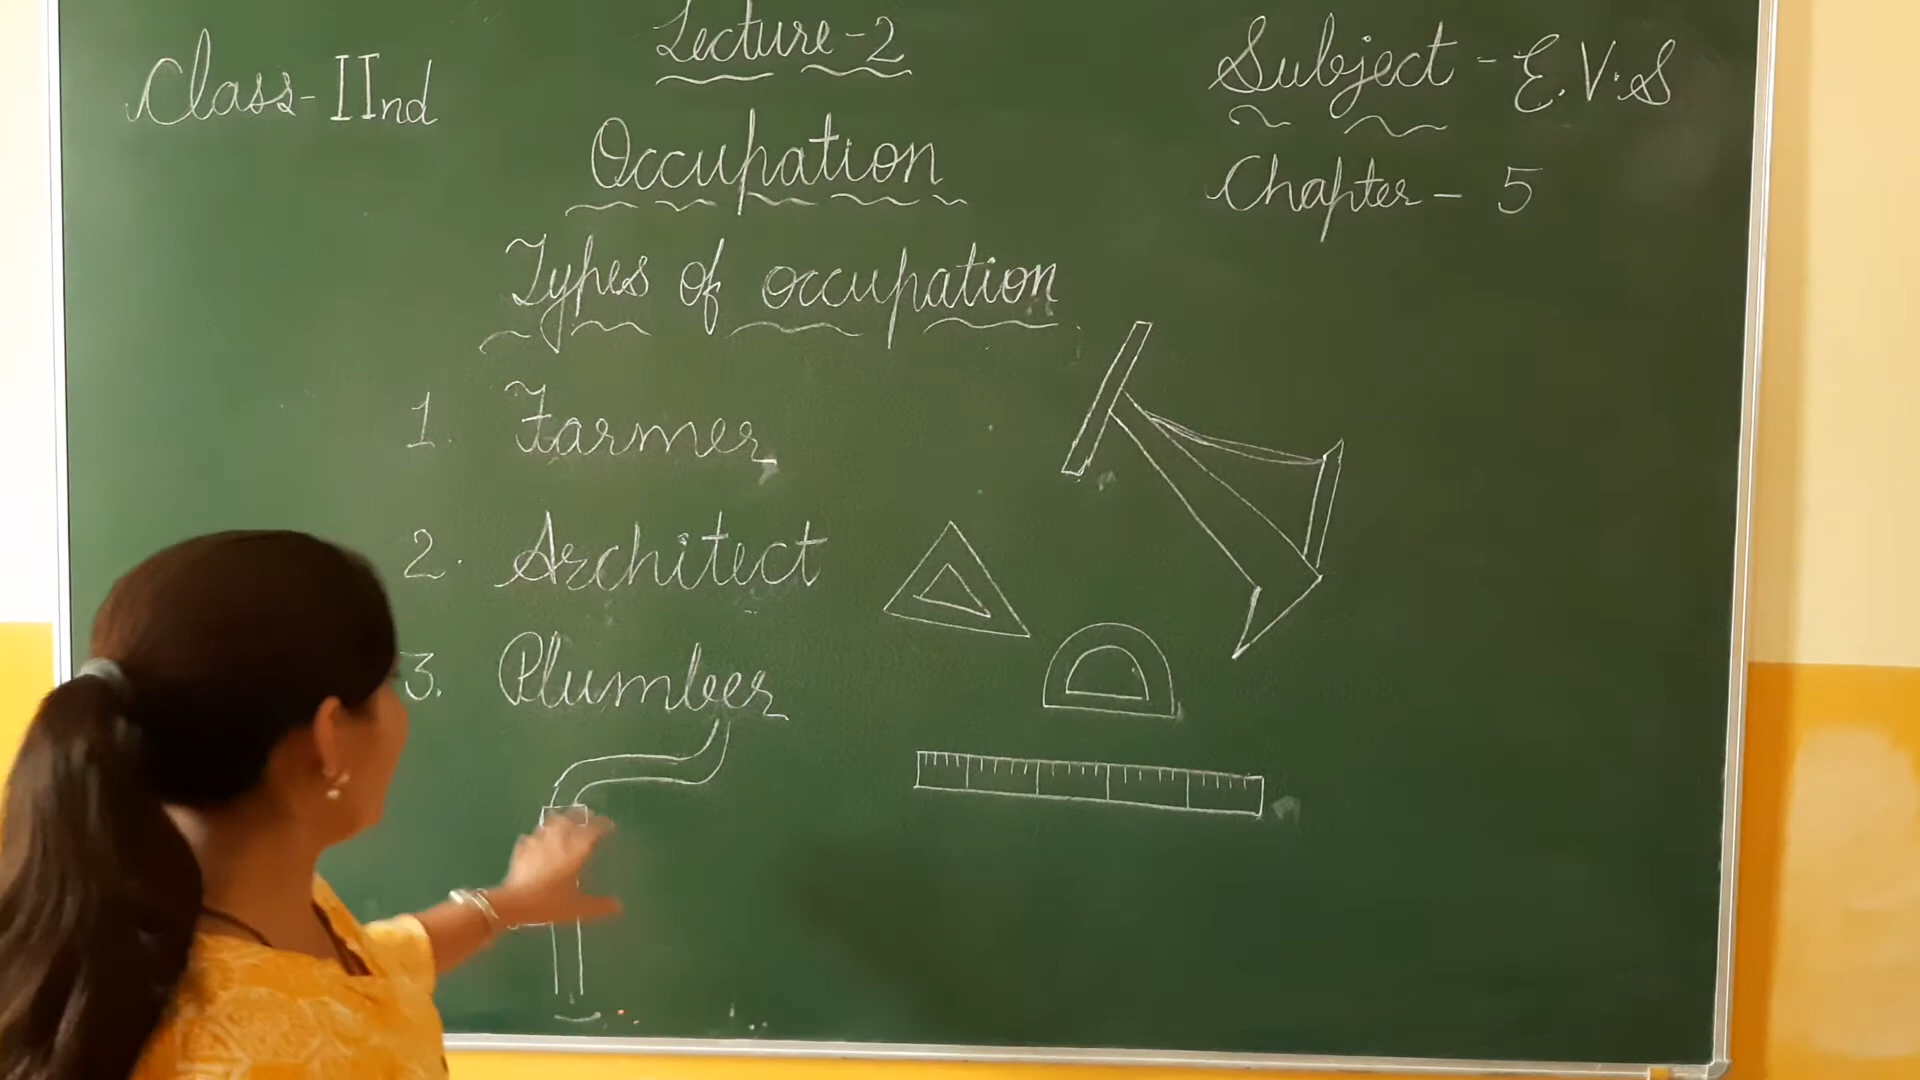 Lecture-2
Class-IInd
Subject - E.V.S
Occupation
Chapter - 5
Types of occupation
1. Farmer
2. Architect
3. Plumber